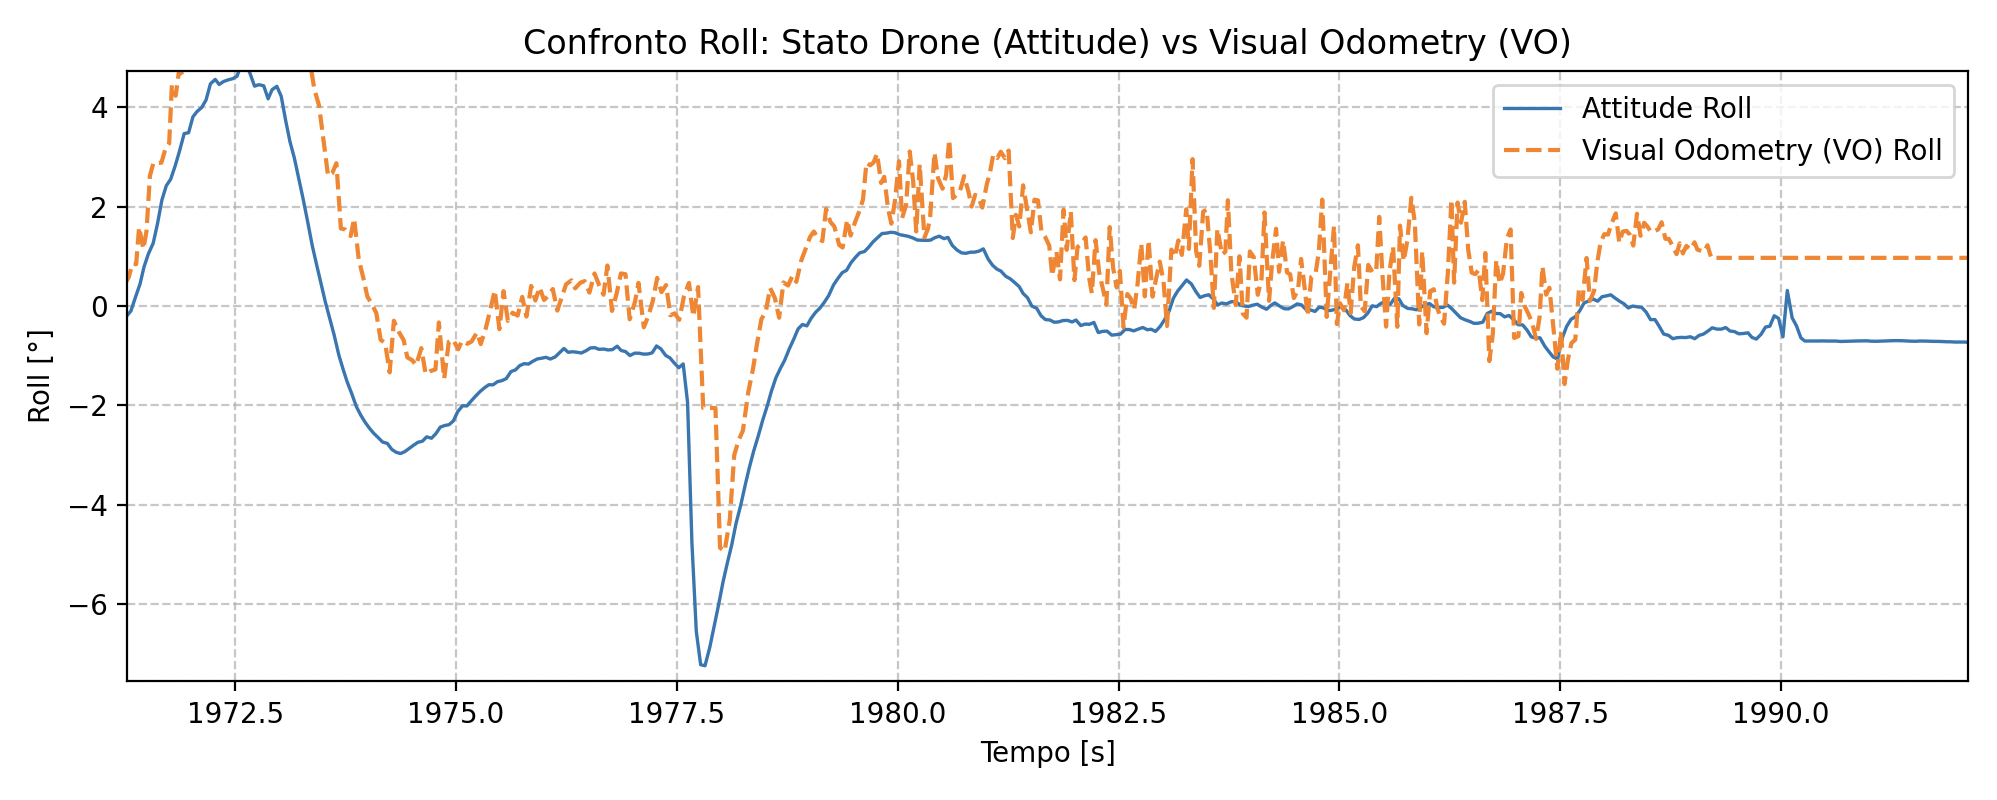 Confronto Roll: Stato Drone (Attitude) vs Visual Odometry (VO)
Attitude Roll
Visual Odometry (VO) Roll
Roll [°]
4
2
0
−2
−4
−6
1972.5 1975.0 1977.5 1980.0 1982.5 1985.0 1987.5 1990.0
Tempo [s]